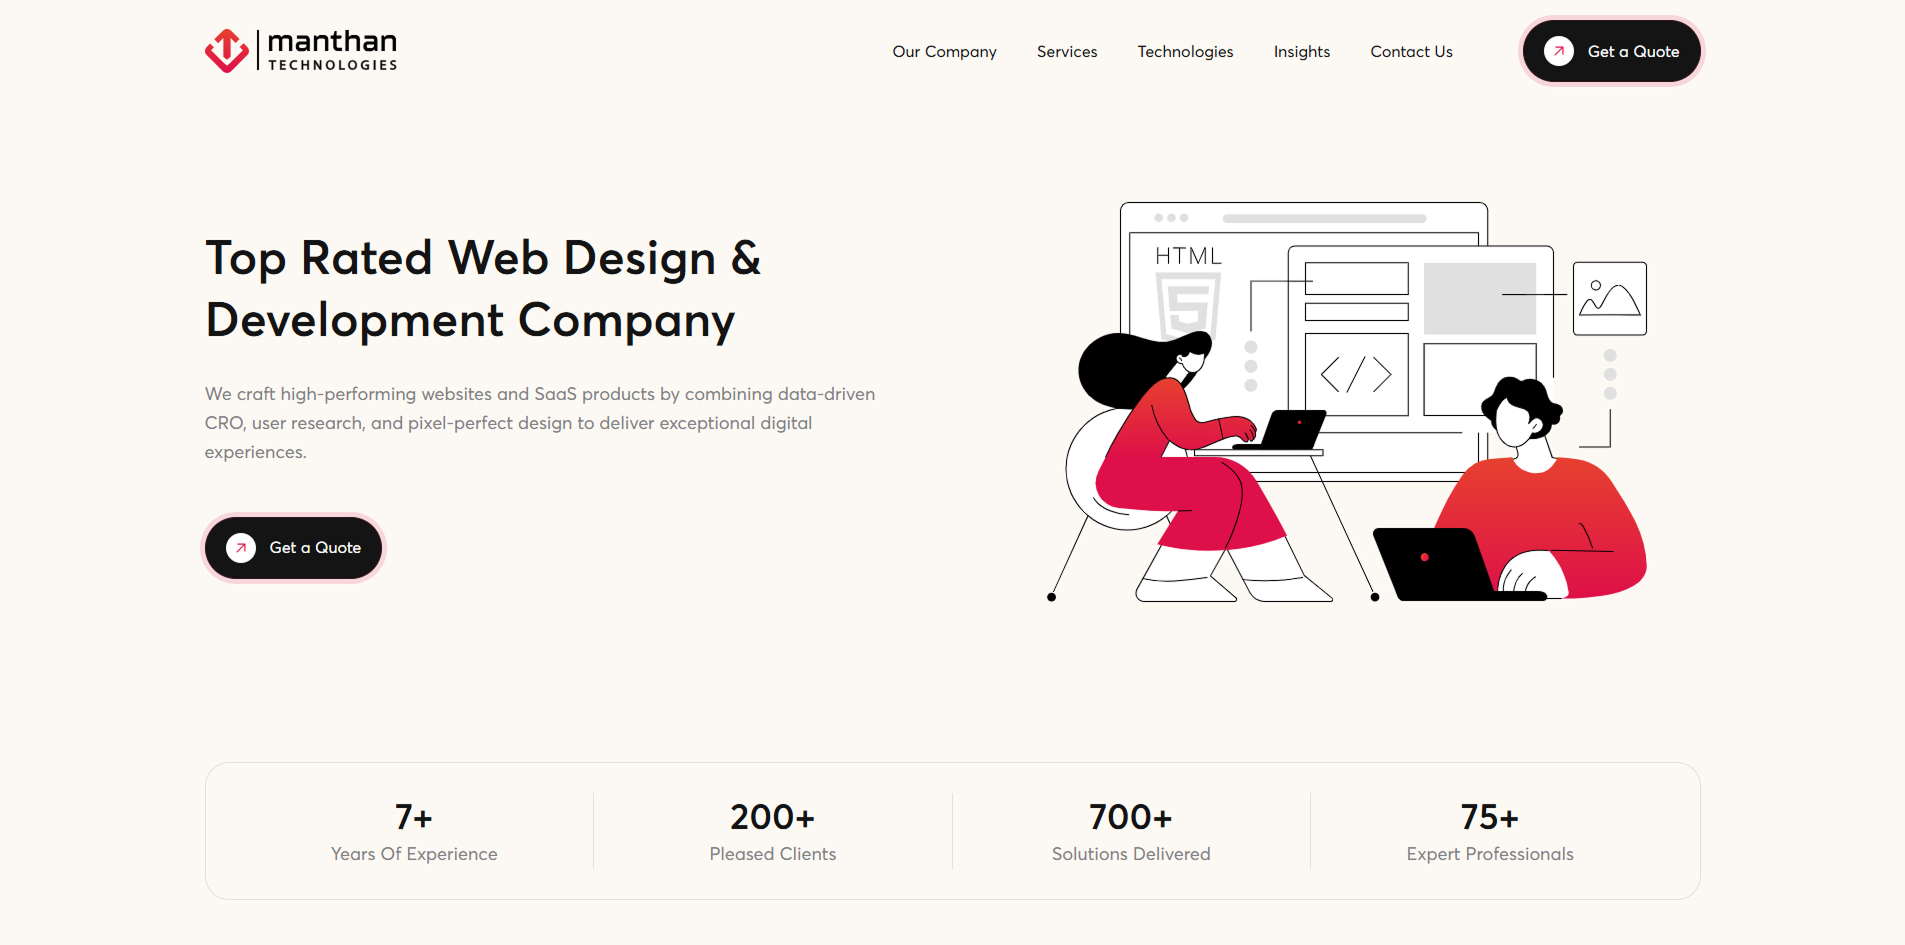 manthan
TECHNOLOGIES
Our Company
Services
Technologies
Insights
Contact Us
Get a Quote
Top Rated Web Design &
Development Company
We craft high-performing websites and SaaS products by combining data-driven
CRO, user research, and pixel-perfect design to deliver exceptional digital
experiences.
Get a Quote
HTML
5
</>
7+
Years Of Experience
200+
Pleased Clients
700+
Solutions Delivered
75+
Expert Professionals